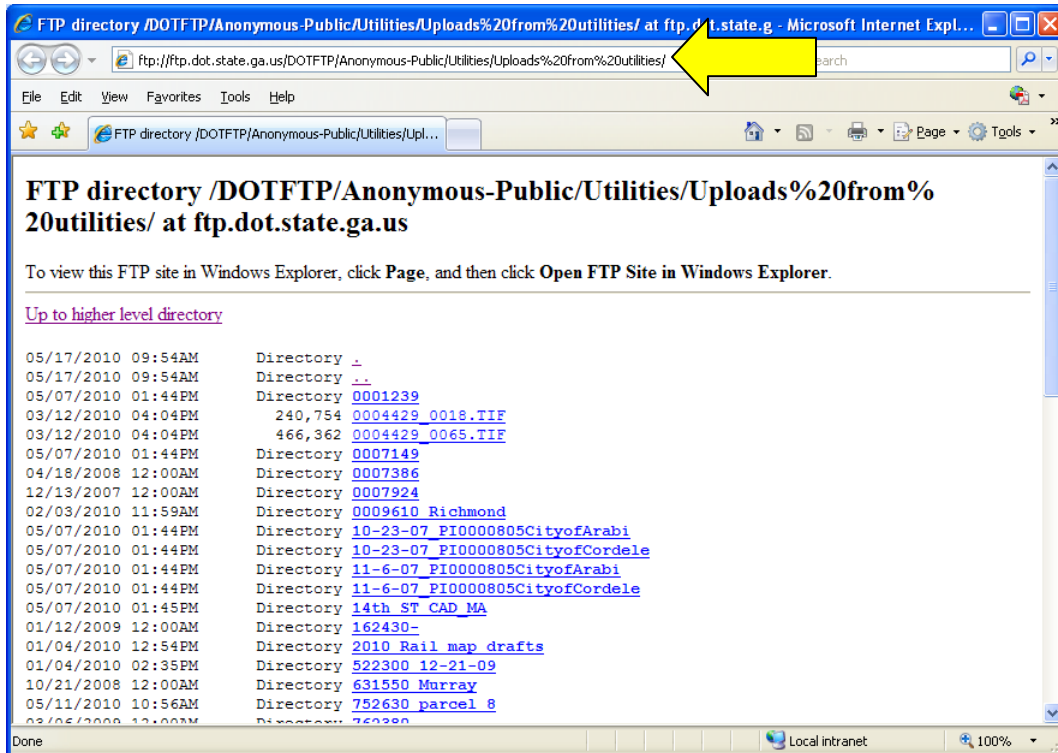 FTP directory /DOTFTP/Anonymous-Public/Utilities/Uploads%20from%20utilities/ at ftp.dot.state.g - Microsoft Internet Expl...
ftp://ftp.dot.state.ga.us/DOTFTP/Anonymous-Public/Utilities/Uploads%20from%20utilities/
File Edit View Favorites Tools Help
FTP directory /DOTFTP/Anonymous-Public/Utilities/Upl... Page Tools
FTP directory /DOTFTP/Anonymous-Public/Utilities/Uploads%20from%
20utilities/ at ftp.dot.state.ga.us
To view this FTP site in Windows Explorer, click Page, and then click Open FTP Site in Windows Explorer.
Up to higher level directory
05/17/2010 09:54AM Directory .
05/17/2010 09:54AM Directory ..
05/07/2010 01:44PM Directory 0001239
03/12/2010 04:04PM 240,754 0004429_0018.TIF
03/12/2010 04:04PM 466,362 0004429_0065.TIF
05/07/2010 01:44PM Directory 0007149
04/18/2008 12:00AM Directory 0007386
12/13/2007 12:00AM Directory 0007924
02/03/2010 11:59AM Directory 0009610 Richmond
05/07/2010 01:44PM Directory 10-23-07_PI0000805CityofArabi
05/07/2010 01:44PM Directory 10-23-07_PI0000805CityofCordele
05/07/2010 01:44PM Directory 11-6-07_PI0000805CityofArabi
05/07/2010 01:44PM Directory 11-6-07_PI0000805CityofCordele
05/07/2010 01:45PM Directory 14th ST CAD_MA
01/12/2009 12:00AM Directory 162430-
01/04/2010 12:54PM Directory 2010 Rail map drafts
01/04/2010 02:35PM Directory 522300 12-21-09
10/21/2008 12:00AM Directory 631550 Murray
05/11/2010 10:56AM Directory 752630 parcel 8
03/06/2009 12:00AM Directory 762380
Done Local intranet 100%